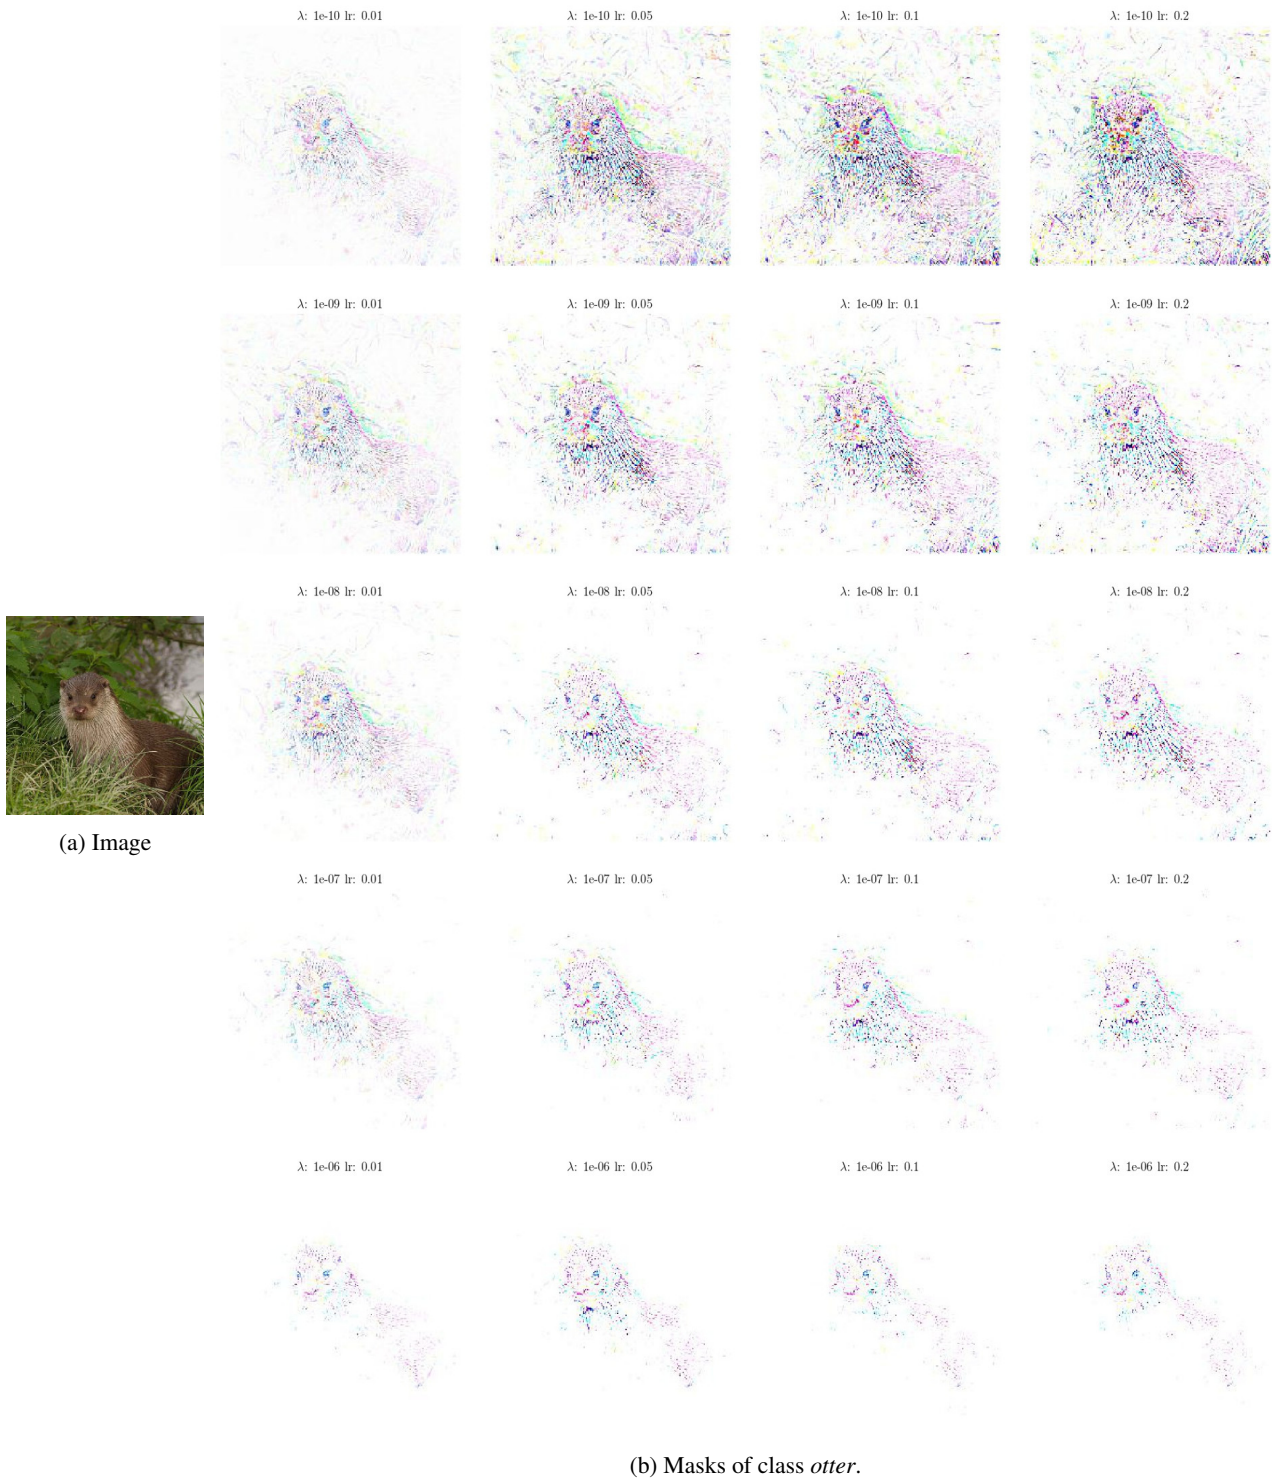 λ: 1e-10 lr: 0.01
λ: 1e-10 lr: 0.05
λ: 1e-10 lr: 0.1
λ: 1e-10 lr: 0.2
λ: 1e-09 lr: 0.01
λ: 1e-09 lr: 0.05
λ: 1e-09 lr: 0.1
λ: 1e-09 lr: 0.2
λ: 1e-08 lr: 0.01
λ: 1e-08 lr: 0.05
λ: 1e-08 lr: 0.1
λ: 1e-08 lr: 0.2
(a) Image
λ: 1e-07 lr: 0.01
λ: 1e-07 lr: 0.05
λ: 1e-07 lr: 0.1
λ: 1e-07 lr: 0.2
λ: 1e-06 lr: 0.01
λ: 1e-06 lr: 0.05
λ: 1e-06 lr: 0.1
λ: 1e-06 lr: 0.2
(b) Masks of class otter.